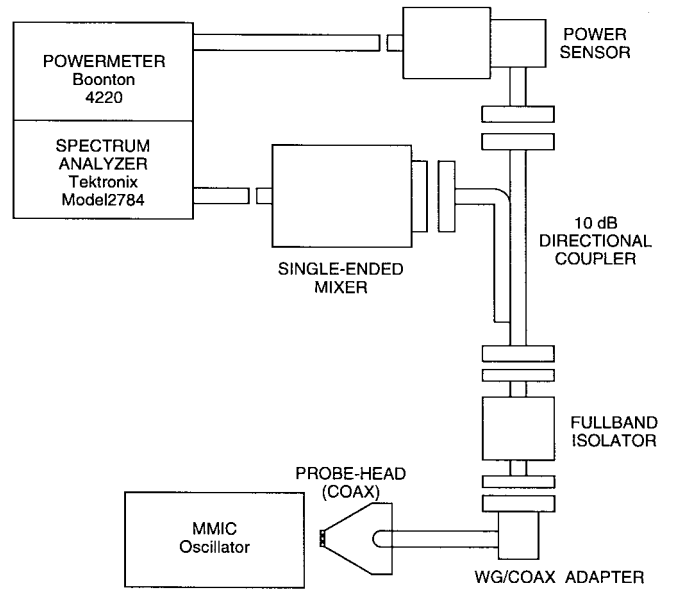 POWERMETER
Boonton
4220
SPECTRUM
ANALYZER
Tektronix
Model2784
POWER
SENSOR
SINGLE-ENDED
MIXER
10 dB
DIRECTIONAL
COUPLER
FULLBAND
ISOLATOR
PROBE-HEAD
(COAX)
MMIC
Oscillator
WG/COAX ADAPTER